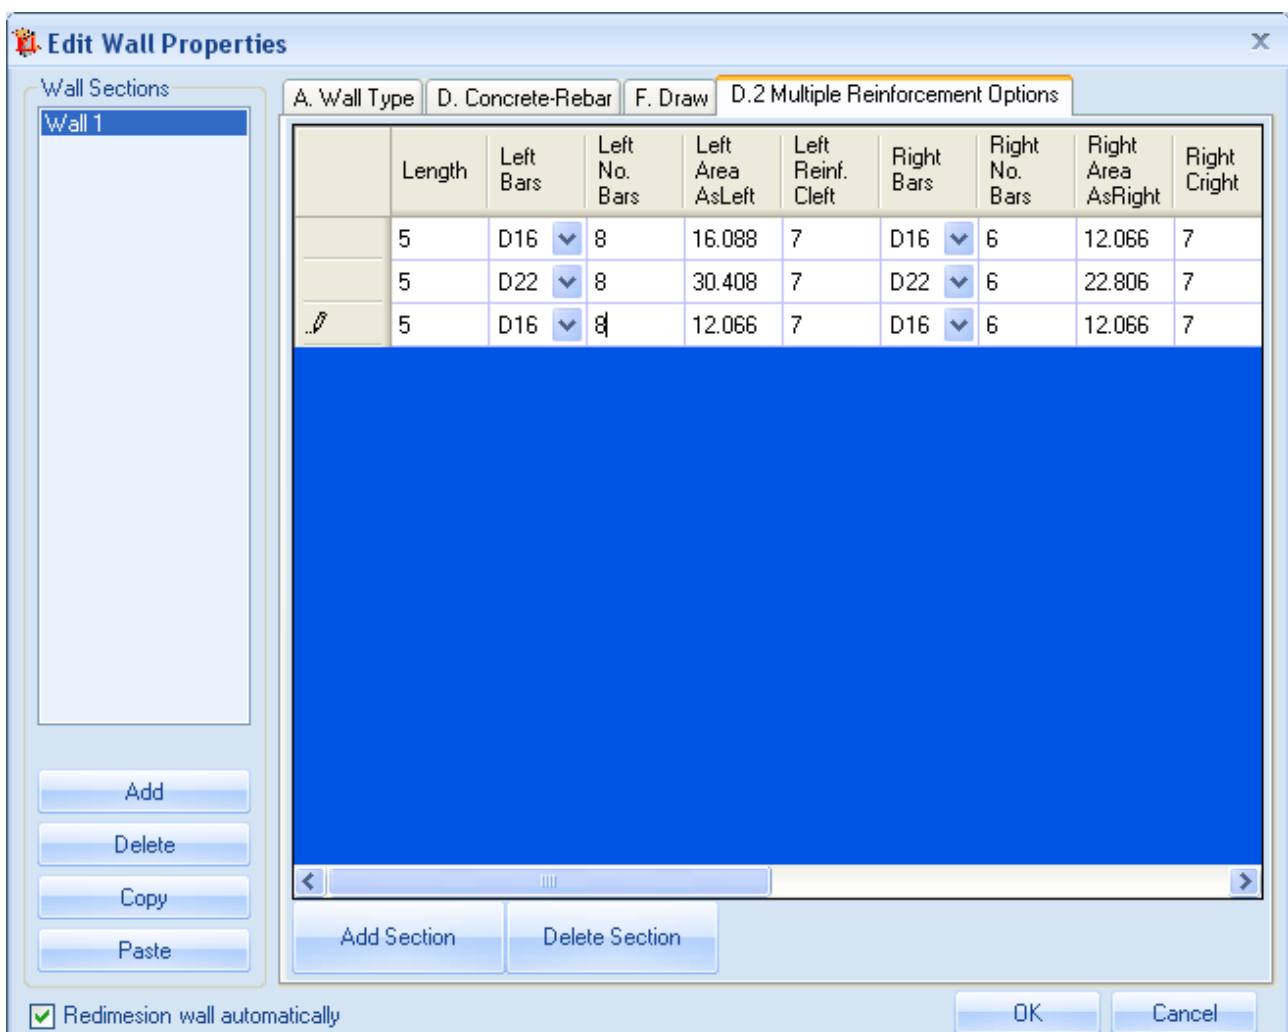 Edit Wall Properties
Wall Sections
Wall 1
A. Wall Type D. Concrete-Rebar F. Draw D.2 Multiple Reinforcement Options
Length Left Bars Left No. Bars Left Area AsLeft Left Reinf. Cleft Right Bars Right No. Bars Right Area AsRight Right Cright
5 D16 8 16.088 7 D16 6 12.066 7
5 D22 8 30.408 7 D22 6 22.806 7
5 D16 8 12.066 7 D16 6 12.066 7
Add
Delete
Copy
Paste
Add Section Delete Section
Redimesion wall automatically
OK Cancel